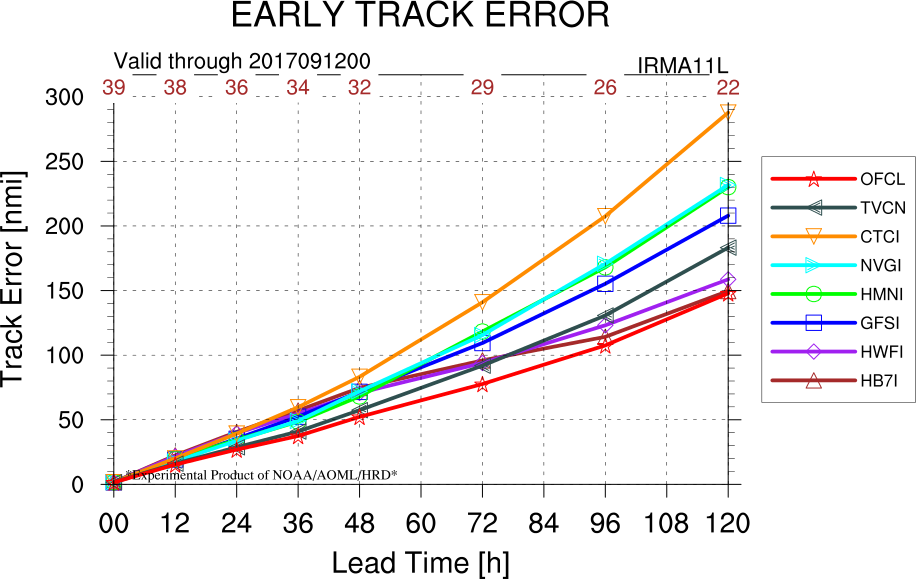 EARLY TRACK ERROR
Valid through 2017091200
IRMA11L
39 38 36 34 32 29 26 22
Track Error [nmi]
300
250
200
150
100
50
0
*Experimental Product of NOAA/AOML/HRD*
00 12 24 36 48 60 72 84 96 108 120
Lead Time [h]
OFCL
TVCN
CTCI
NVGI
HMNI
GFSI
HWFI
HB7I